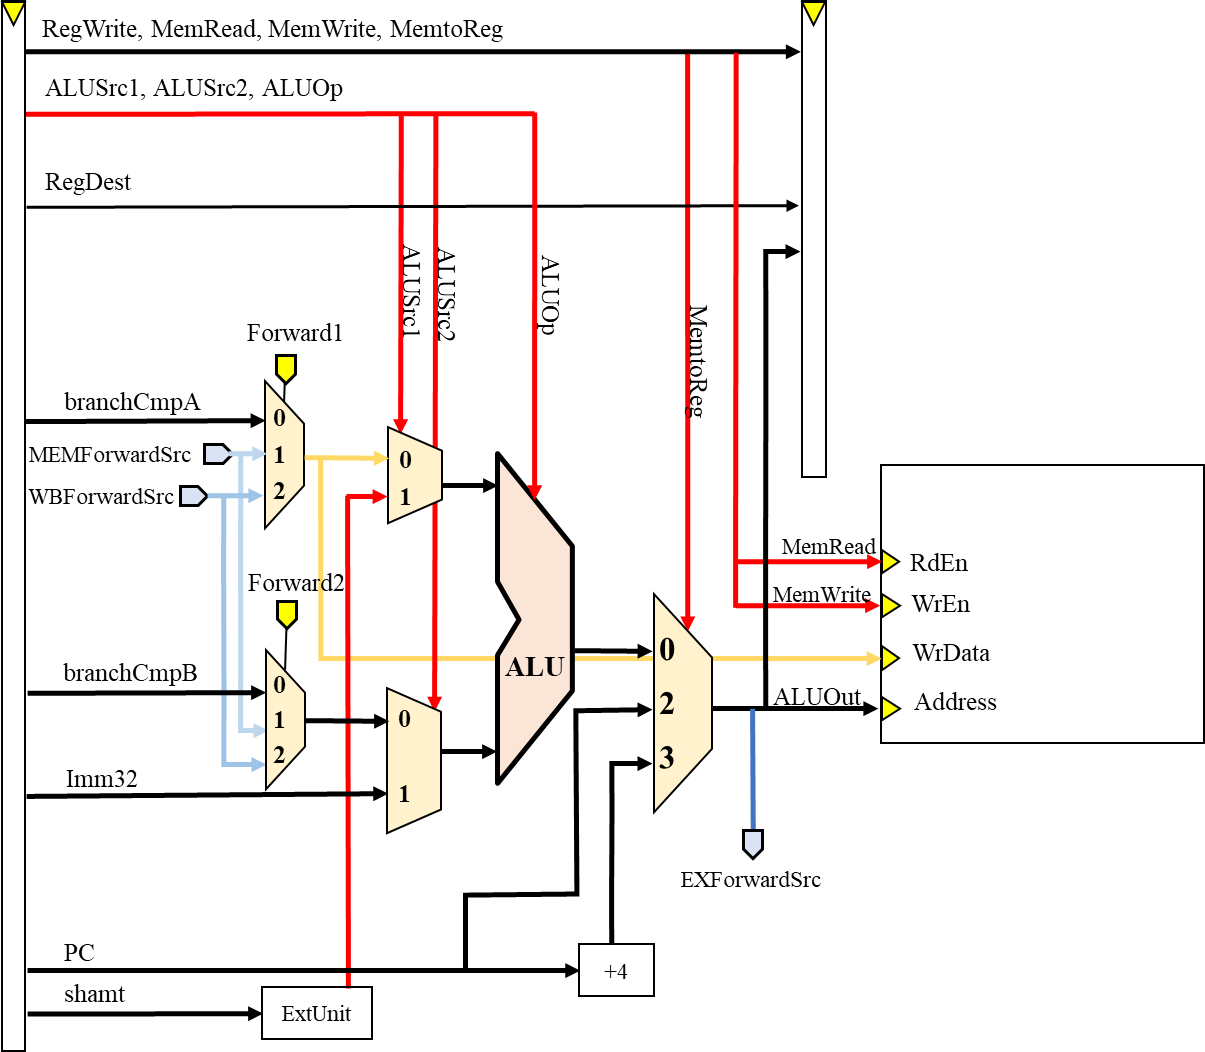 RegWrite, MemRead, MemWrite, MemtoReg
ALUSrc1, ALUSrc2, ALUOp
RegDest
ALUSrc1
ALUSrc2
ALUOp
MemtoReg
Forward1
branchCmpA
0
MEMForwardSrc
1
WBForwardSrc
2
0
1
Forward2
branchCmpB
0
1
2
0
1
Imm32
ALU
0
2
3
MemRead
RdEn
MemWrite
WrEn
WrData
ALUOut
Address
EXForwardSrc
PC
+4
shamt
ExtUnit